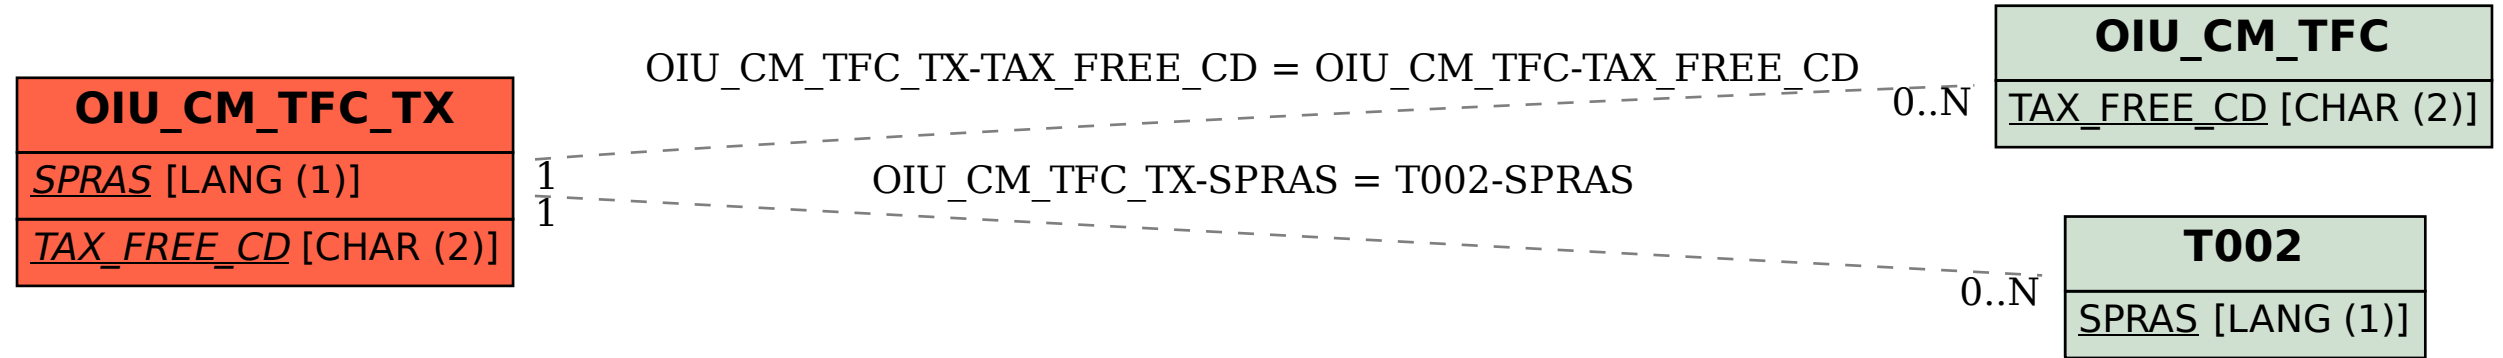 OIU_CM_TFC_TX
SPRAS [LANG (1)]
TAX_FREE_CD [CHAR (2)]
OIU_CM_TFC_TX-TAX_FREE_CD = OIU_CM_TFC-TAX_FREE_CD
0..N
1
OIU_CM_TFC_TX-SPRAS = T002-SPRAS
1
0..N
OIU_CM_TFC
TAX_FREE_CD [CHAR (2)]
T002
SPRAS [LANG (1)]